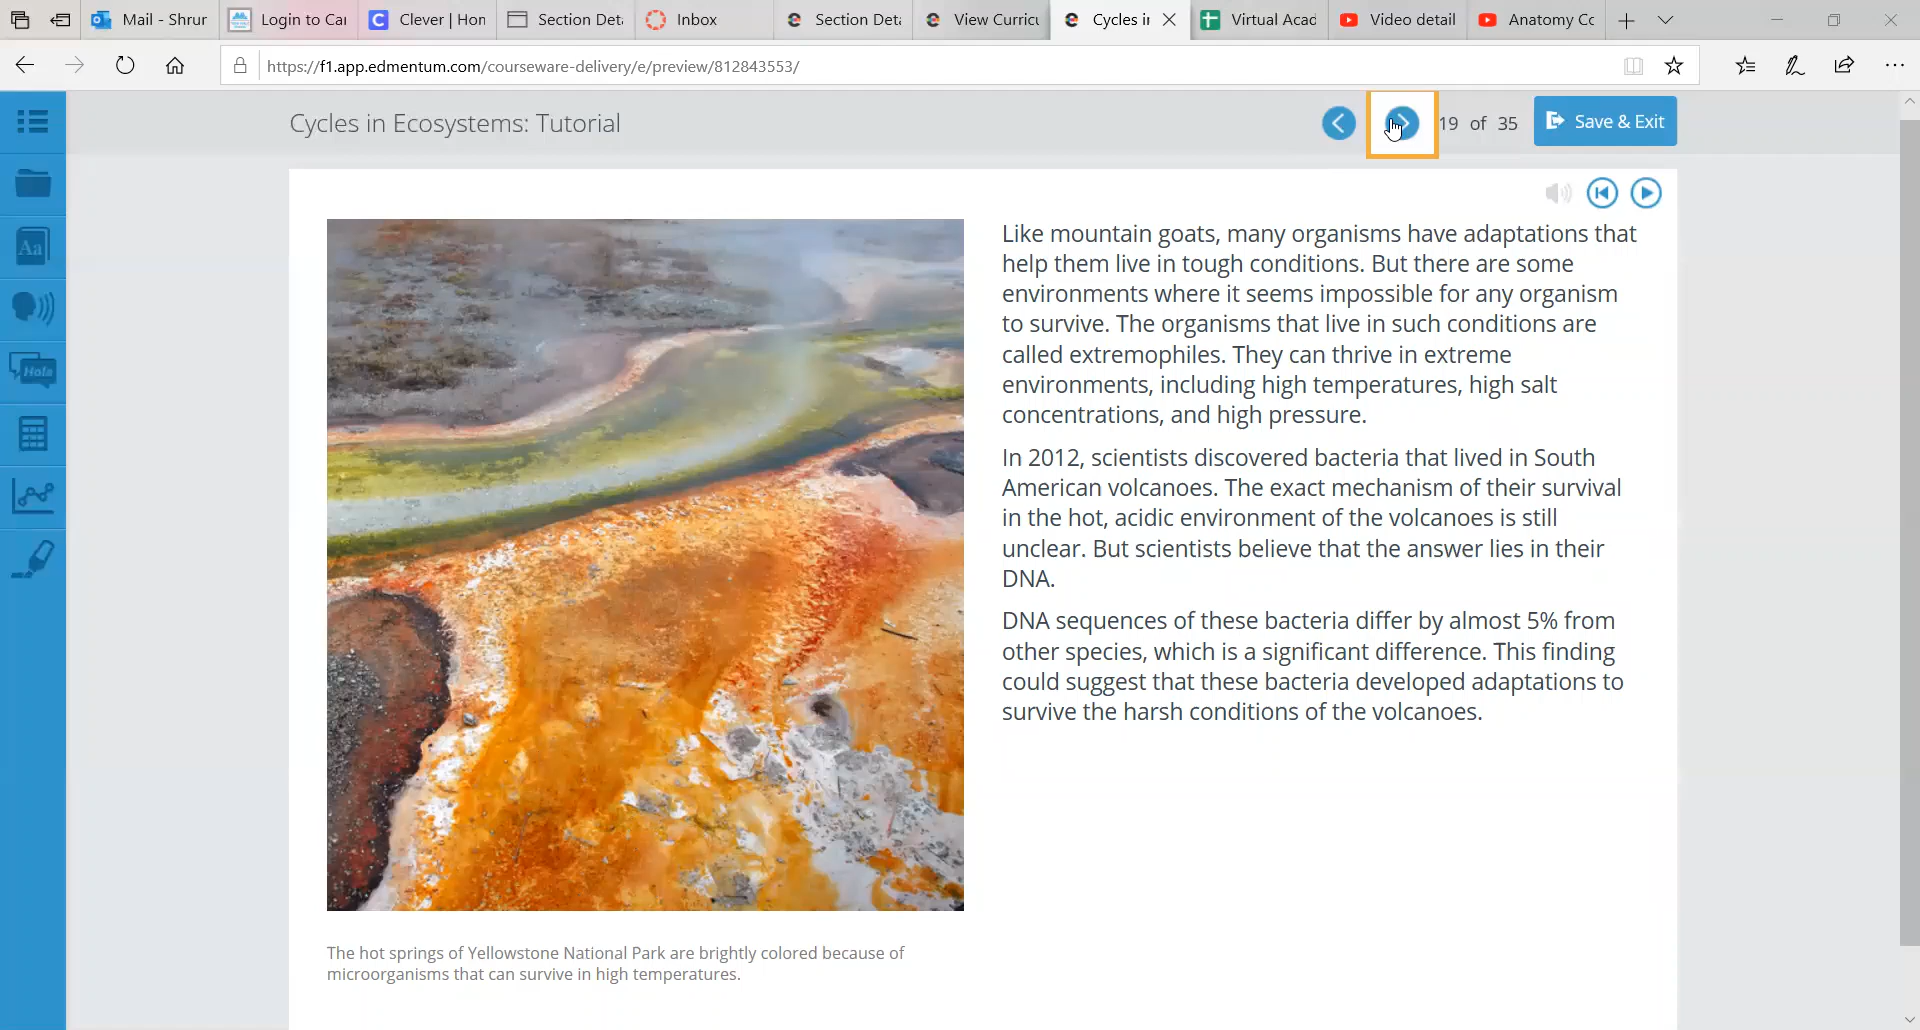 Mail - Shrur
Login to Car
Clever | Hon
Section Deta
Inbox
Section Deta
View Curricu
Cycles in
Virtual Acad
Video detail
Anatomy Co
https://f1.app.edmentum.com/courseware-delivery/e/preview/812843553/
Cycles in Ecosystems: Tutorial
19 of 35
Save & Exit
Aa
Hola
Like mountain goats, many organisms have adaptations that
help them live in tough conditions. But there are some
environments where it seems impossible for any organism
to survive. The organisms that live in such conditions are
called extremophiles. They can thrive in extreme
environments, including high temperatures, high salt
concentrations, and high pressure.
In 2012, scientists discovered bacteria that lived in South
American volcanoes. The exact mechanism of their survival
in the hot, acidic environment of the volcanoes is still
unclear. But scientists believe that the answer lies in their
DNA.
DNA sequences of these bacteria differ by almost 5% from
other species, which is a significant difference. This finding
could suggest that these bacteria developed adaptations to
survive the harsh conditions of the volcanoes.
The hot springs of Yellowstone National Park are brightly colored because of
microorganisms that can survive in high temperatures.